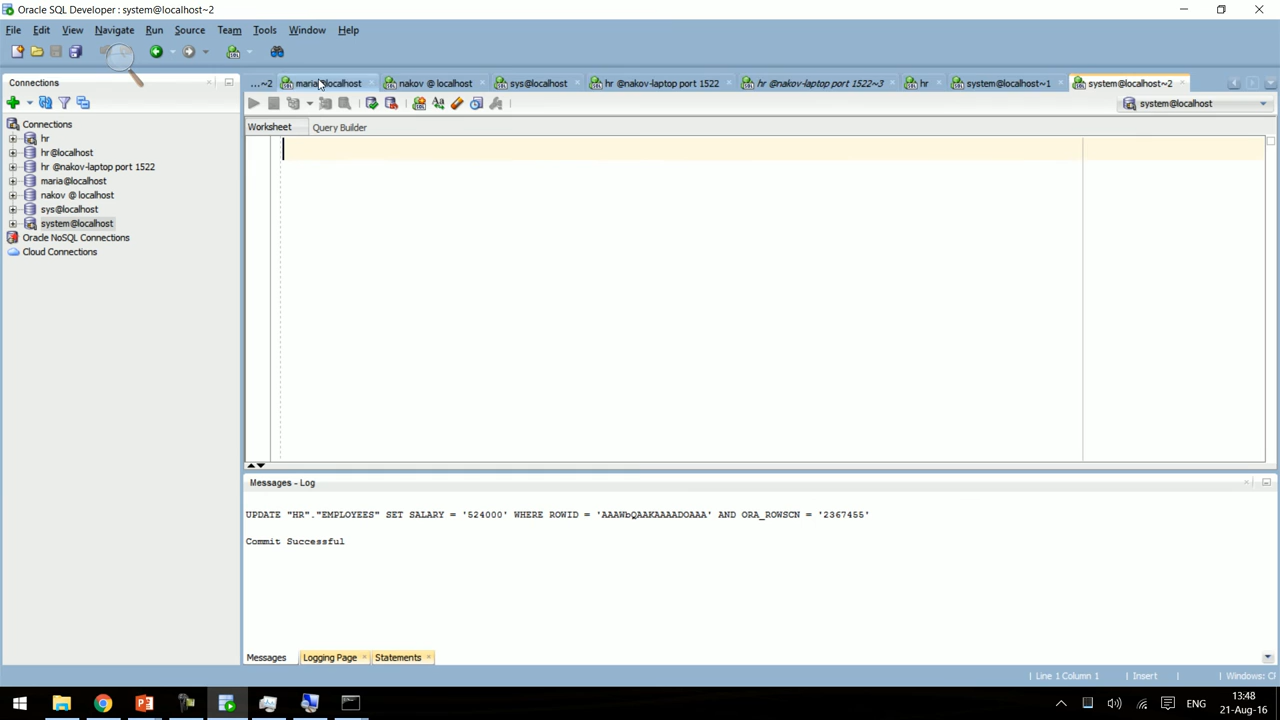 Oracle SQL Developer : system@localhost~2
File Edit View Navigate Run Source Team Tools Window Help
Connections
...~2 maria@localhost nakov @ localhost sys@localhost hr @nakov-laptop port 1522 hr @nakov-laptop port 1522~3 hr system@localhost~1 system@localhost~2
system@localhost
Worksheet Query Builder
Connections
hr
hr@localhost
hr @nakov-laptop port 1522
maria@localhost
nakov @ localhost
sys@localhost
system@localhost
Oracle NoSQL Connections
Cloud Connections
Messages - Log
UPDATE "HR"."EMPLOYEES" SET SALARY = '524000' WHERE ROWID = 'AAAWbQAAKAAAADOAAA' AND ORA_ROWSCN = '2367455'
Commit Successful
Messages Logging Page Statements
Line 1 Column 1 Insert Windows: Cl
ENG
13:48
21-Aug-16